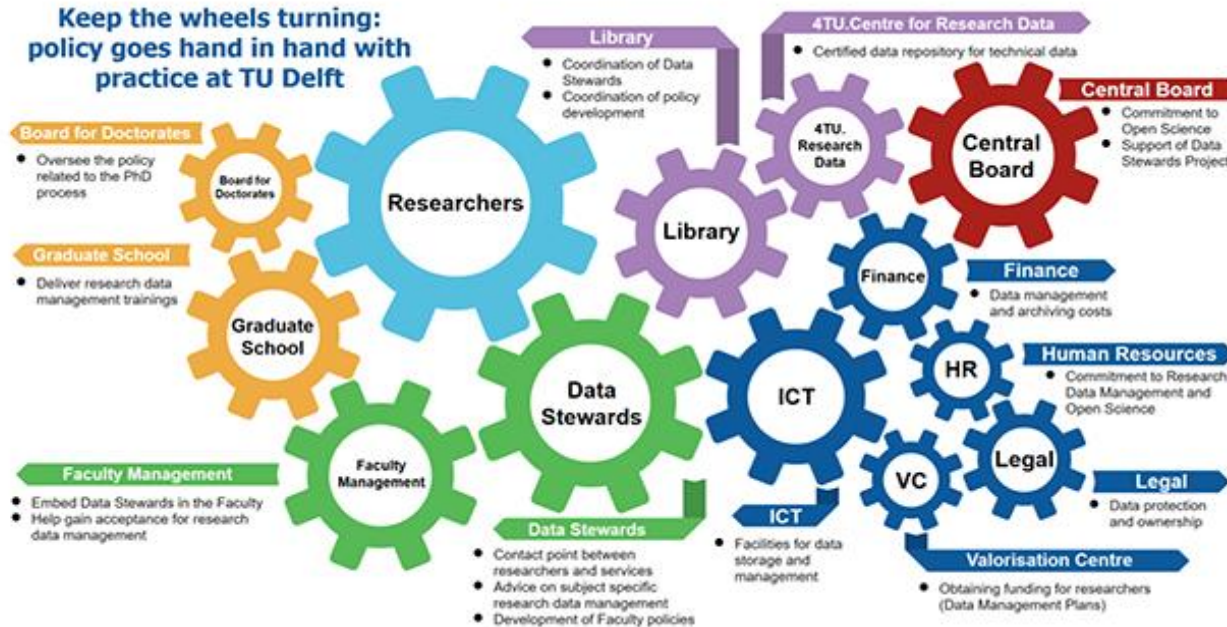 Keep the wheels turning:
policy goes hand in hand with
practice at TU Delft
Library
● Coordination of Data
Stewards
● Coordination of policy
development
4TU.Centre for Research Data
● Certified data repository for technical data
Central Board
● Commitment to
Open Science
● Support of Data
Stewards Project
Board for Doctorates
● Oversee the policy
related to the PhD
process
Graduate School
● Deliver research data
management trainings
Board for
Doctorates
Researchers
Library
4TU.
Research
Data
Central
Board
Graduate
School
Finance
Finance
● Data management
and archiving costs
HR
Human Resources
● Commitment to Research
Data Management and
Open Science
Data
Stewards
ICT
Faculty
Management
VC
Legal
Legal
● Data protection
and ownership
Faculty Management
● Embed Data Stewards in the Faculty
● Help gain acceptance for research
data management
Data Stewards
● Contact point between
researchers and services
● Advice on subject specific
research data management
● Development of Faculty policies
ICT
● Facilities for data
storage and
management
Valorisation Centre
● Obtaining funding for researchers
(Data Management Plans)